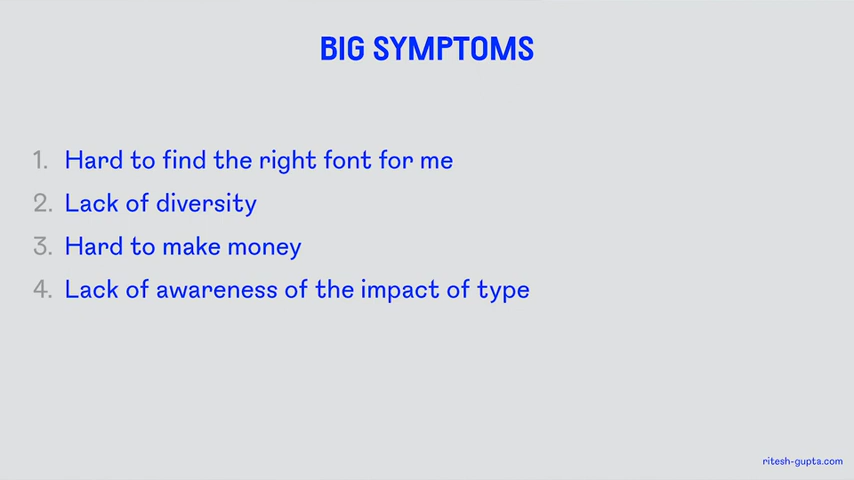 BIG SYMPTOMS
1. Hard to find the right font for me
2. Lack of diversity
3. Hard to make money
4. Lack of awareness of the impact of type
ritesh-gupta.com